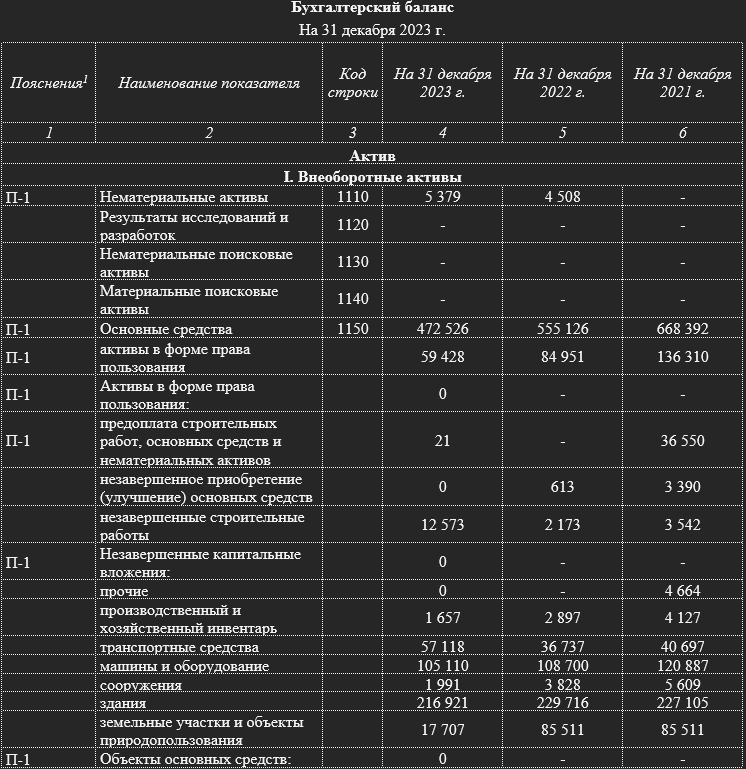 Бухгалтерский баланс
На 31 декабря 2023 г.
Пояснения1 Наименование показателя Код строки На 31 декабря 2023 г. На 31 декабря 2022 г. На 31 декабря 2021 г.
1 2 3 4 5 6
Актив
I. Внеоборотные активы
П-1 Нематериальные активы 1110 5 379 4 508 -
Результаты исследований и разработок 1120 - - -
Нематериальные поисковые активы 1130 - - -
Материальные поисковые активы 1140 - - -
П-1 Основные средства 1150 472 526 555 126 668 392
П-1 активы в форме права пользования 59 428 84 951 136 310
П-1 Активы в форме права пользования: 0 - -
П-1 предоплата строительных работ, основных средств и нематериальных активов 21 - 36 550
незавершенное приобретение (улучшение) основных средств 0 613 3 390
незавершенные строительные работы 12 573 2 173 3 542
П-1 Незавершенные капитальные вложения: 0 - -
прочие 0 - 4 664
производственный и хозяйственный инвентарь 1 657 2 897 4 127
транспортные средства 57 118 36 737 40 697
машины и оборудование 105 110 108 700 120 887
сооружения 1 991 3 828 5 609
здания 216 921 229 716 227 105
земельные участки и объекты природопользования 17 707 85 511 85 511
П-1 Объекты основных средств: 0 - -